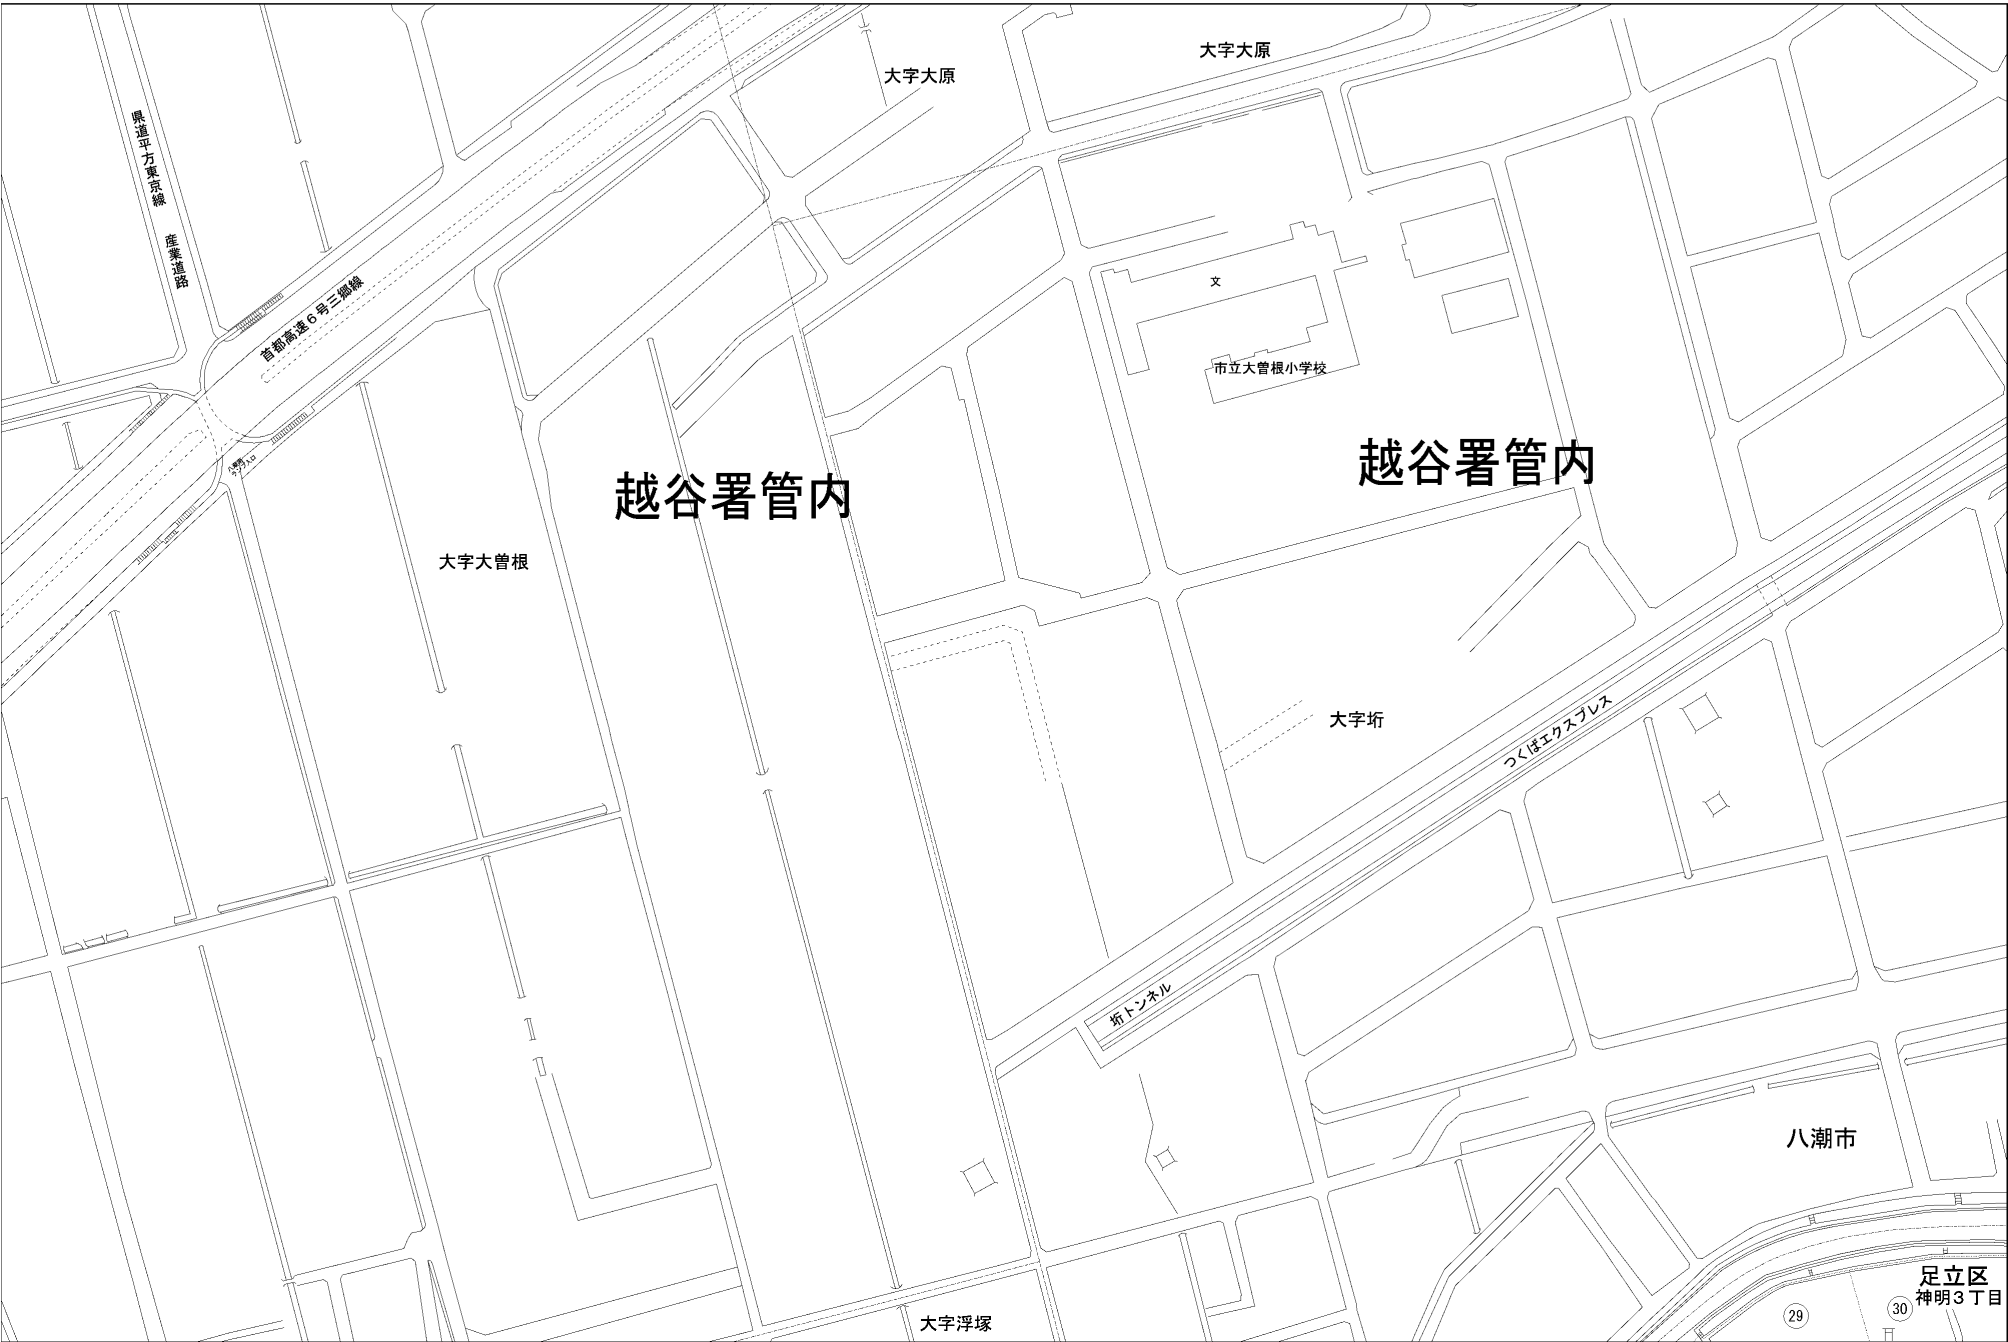 大字大原
大字大原
県道平方東京線
産業道路
首都高速6号三郷線
文
市立大曽根小学校
越谷署管内
越谷署管内
大字大曽根
大字垳
つくばエクスプレス
垳トンネル
八潮市
足立区
神明3丁目
29
30
大字浮塚